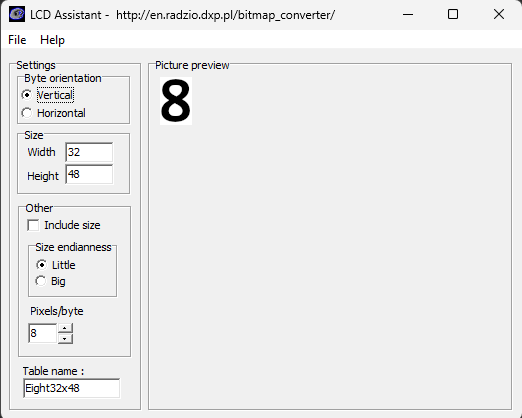 LCD Assistant -  http://en.radzio.dxp.pl/bitmap_converter/
File Help
Settings
Byte orientation
Vertical
Horizontal
Size
Width 32
Height 48
Other
Include size
Size endianness
Little
Big
Pixels/byte
8
Table name :
Eight32x48
Picture preview
8